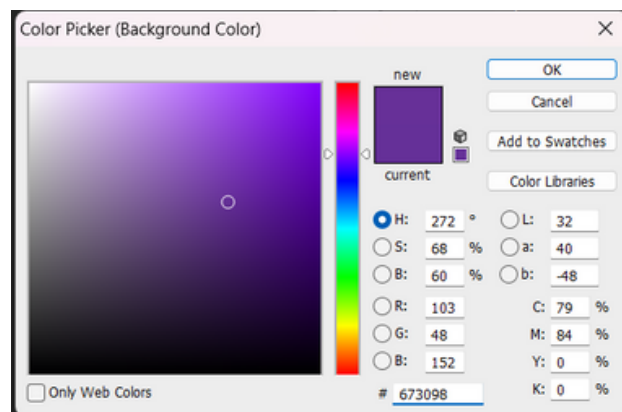 Color Picker (Background Color)
new
current
OK
Cancel
Add to Swatches
Color Libraries
H: 272 ° L: 32
S: 68 % a: 40
B: 60 % b: -48
R: 103 C: 79 %
G: 48 M: 84 %
B: 152 Y: 0 %
Only Web Colors # 673098 K: 0 %